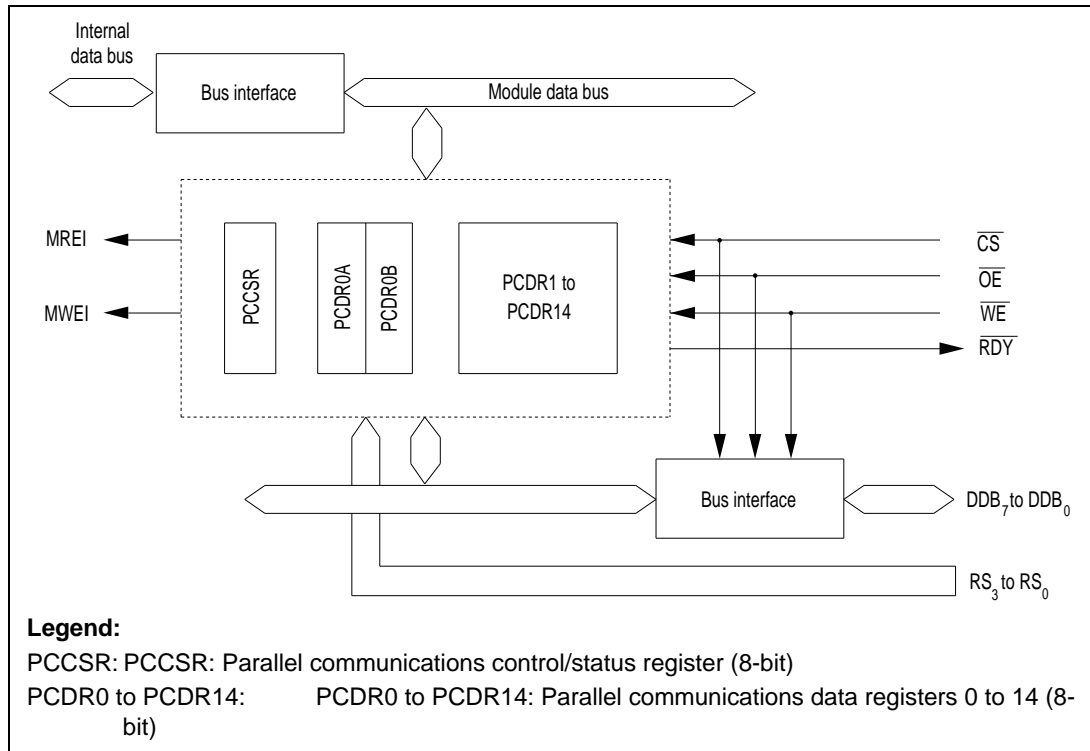 Internal
data bus
Bus interface
Module data bus
MREI
MWEI
PCCSR
PCDR0A
PCDR0B
PCDR1 to
PCDR14
CS
OE
WE
RDY
Bus interface
DDB7 to DDB0
RS3 to RS0
Legend:
PCCSR: PCCSR: Parallel communications control/status register (8-bit)
PCDR0 to PCDR14: PCDR0 to PCDR14: Parallel communications data registers 0 to 14 (8-
bit)